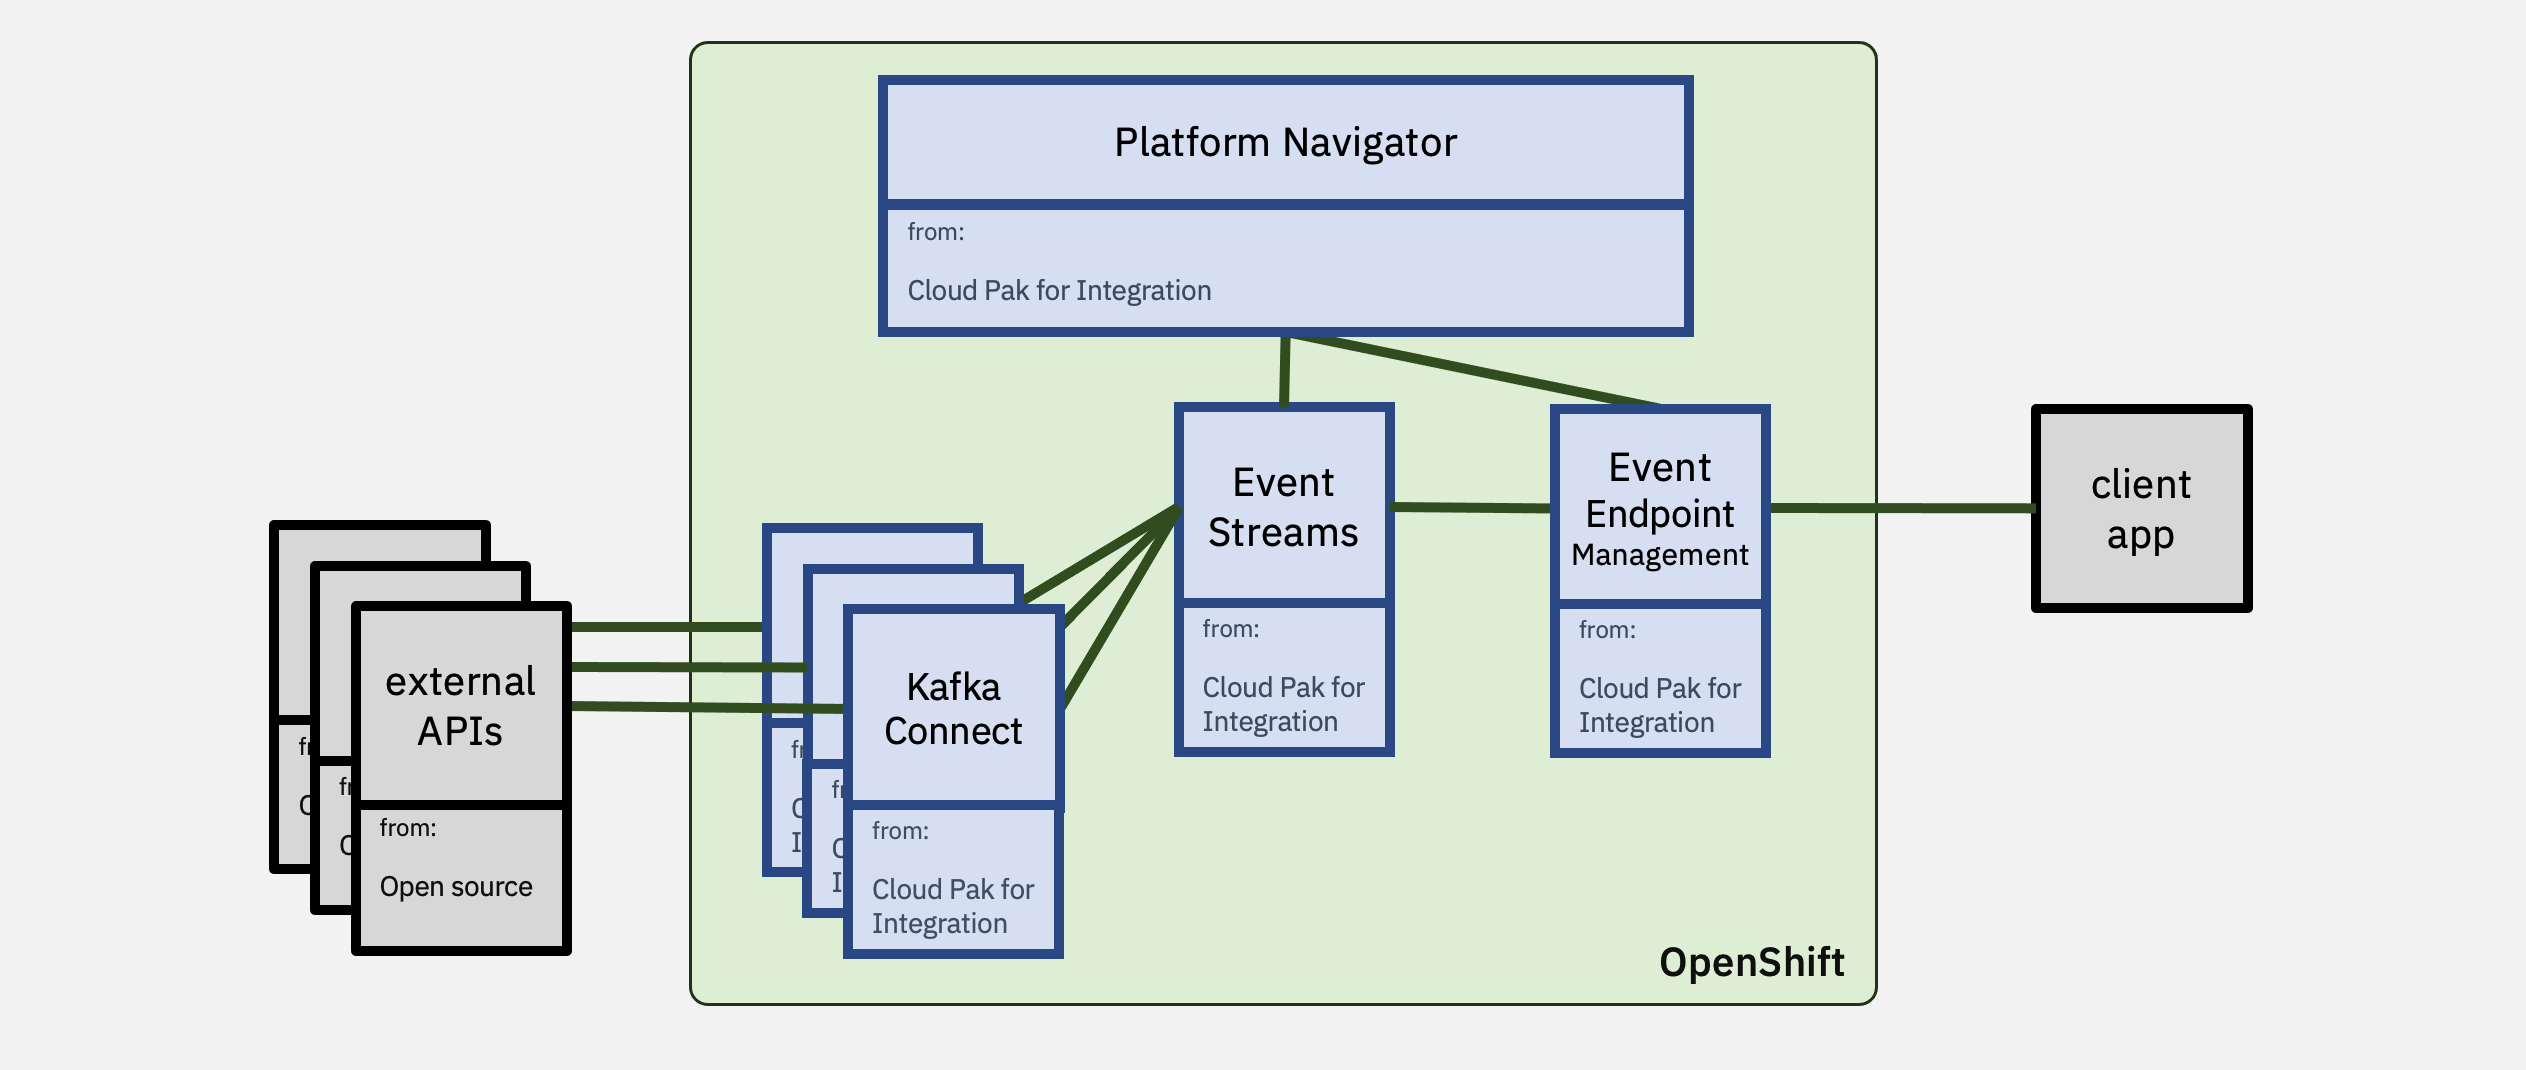 Platform Navigator
from:
Cloud Pak for Integration
Event
Streams
from:
Cloud Pak for
Integration
Event
Endpoint
Management
from:
Cloud Pak for
Integration
client
app
external
APIs
from:
Open source
Kafka
Connect
from:
Cloud Pak for
Integration
OpenShift